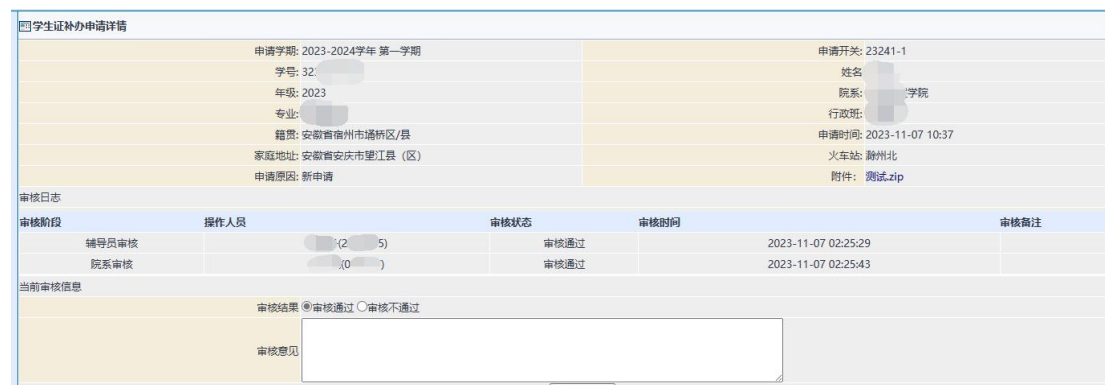 学生证补办申请详情
申请学期: 2023-2024学年 第一学期 申请开关: 23241-1
学号: 32 姓名
年级: 2023 院系: 学院
专业: 行政班:
籍贯: 安徽省宿州市埇桥区/县 申请时间: 2023-11-07 10:37
家庭地址: 安徽省安庆市望江县（区） 火车站: 滁州北
申请原因: 新申请 附件: 测试.zip
审核日志
审核阶段 操作人员 审核状态 审核时间 审核备注
辅导员审核 (2 5) 审核通过 2023-11-07 02:25:29
院系审核 (0 ) 审核通过 2023-11-07 02:25:43
当前审核信息
审核结果 审核通过 审核不通过
审核意见